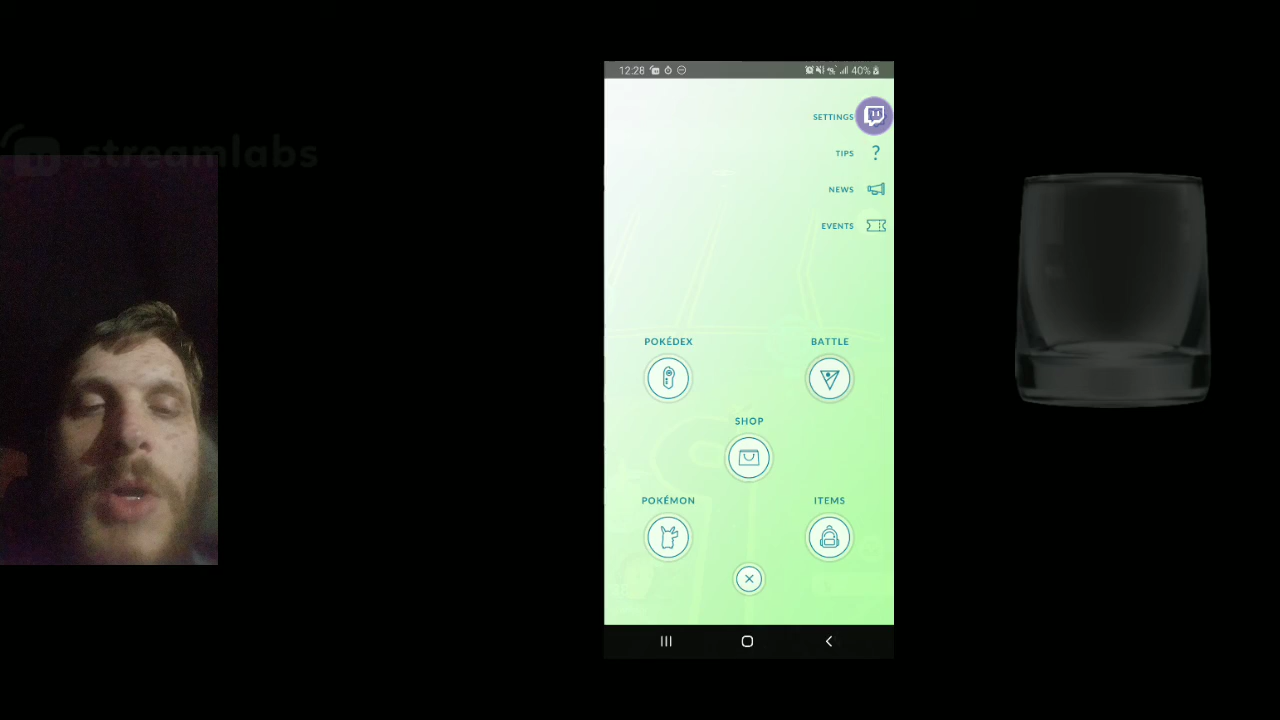 12:28
40%
streamlabs
SETTINGS
TIPS
?
NEWS
EVENTS
POKÉDEX
BATTLE
SHOP
POKÉMON
ITEMS